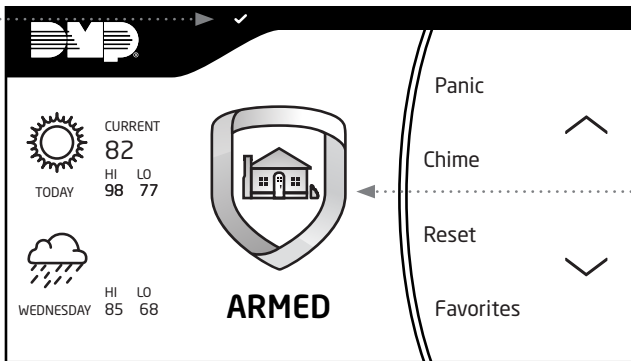 DMP
CURRENT
82
HI LO
98 77
TODAY
HI LO
85 68
WEDNESDAY
ARMED
Panic
Chime
Reset
Favorites